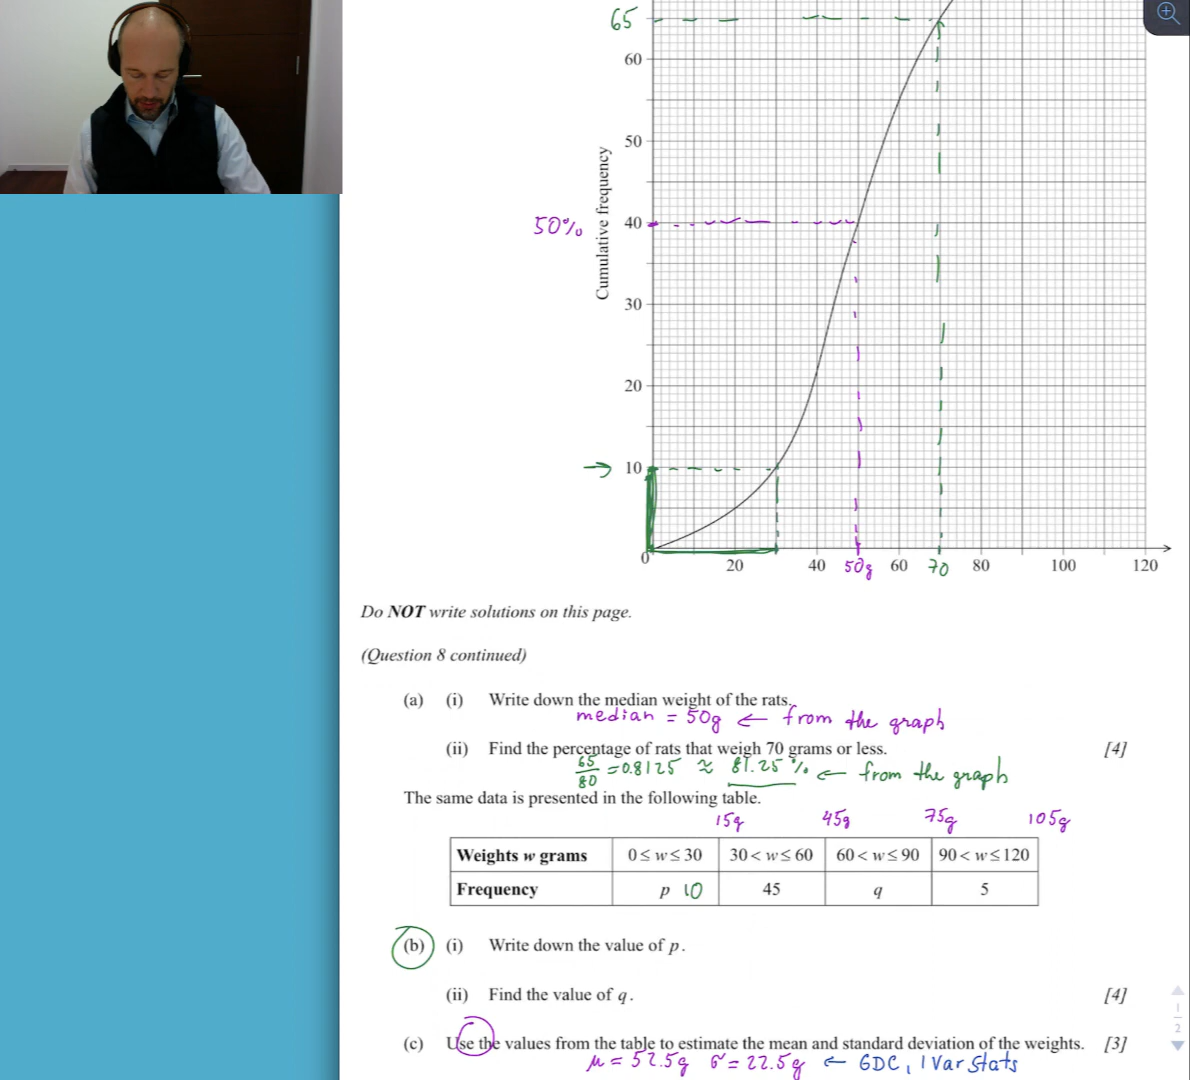 65
60
50
50% 40
Cumulative frequency
30
20
→ 10
0 20 40 50g 60 70 80 100 120
Do NOT write solutions on this page.
(Question 8 continued)
(a) (i) Write down the median weight of the rats.
median = 50g ← from the graph
(ii) Find the percentage of rats that weigh 70 grams or less. [4]
65/80 = 0.8125 ≈ 81.25% ← from the graph
The same data is presented in the following table.
15g 45g 75g 105g
Weights w grams 0 ≤ w ≤ 30 30 < w ≤ 60 60 < w ≤ 90 90 < w ≤ 120
Frequency p 10 45 q 5
(b) (i) Write down the value of p.
(ii) Find the value of q. [4]
(c) Use the values from the table to estimate the mean and standard deviation of the weights. [3]
μ = 52.5g σ = 22.5g ← GDC, 1 Var Stats
1
2